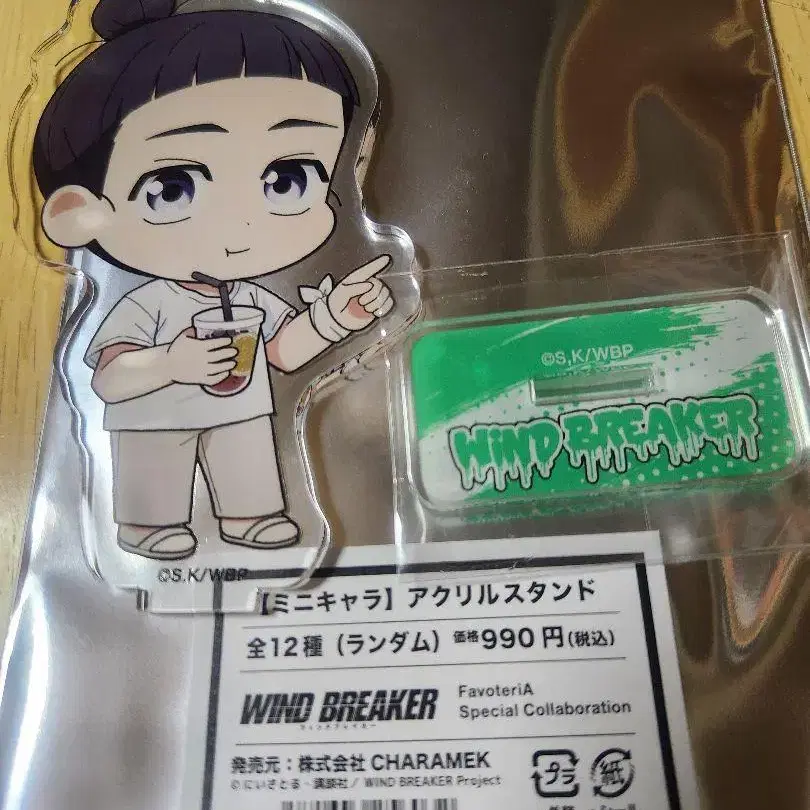 ©S,K/WBP
WIND BREAKER
©S,K/WBP
【ミニキャラ】アクリルスタンド
全12種(ランダム) 価格990円(税込)
WIND BREAKER
FavoteriA
Special Collaboration
発売元:株式会社 CHARAMEK
©にいさとる・講談社/WIND BREAKER Project
プラ
紙